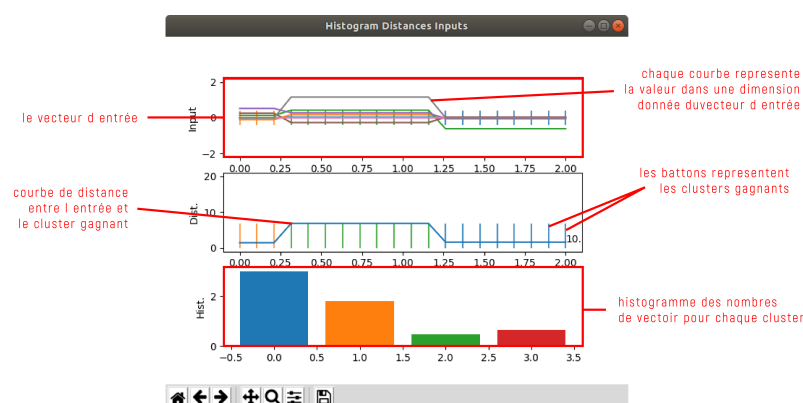 Histogram Distances Inputs
chaque courbe represente
la valeur dans une dimension
donnée duvecteur d entrée
le vecteur d entrée
Input
2
0
−2
0.00 0.25 0.50 0.75 1.00 1.25 1.50 1.75 2.00
les battons representent
les clusters gagnants
courbe de distance
entre l entrée et
le cluster gagnant
Dist.
20
10
0
10.
0.00 0.25 0.50 0.75 1.00 1.25 1.50 1.75 2.00
Hist.
2
0
−0.5 0.0 0.5 1.0 1.5 2.0 2.5 3.0 3.5
histogramme des nombres
de vectoir pour chaque cluster